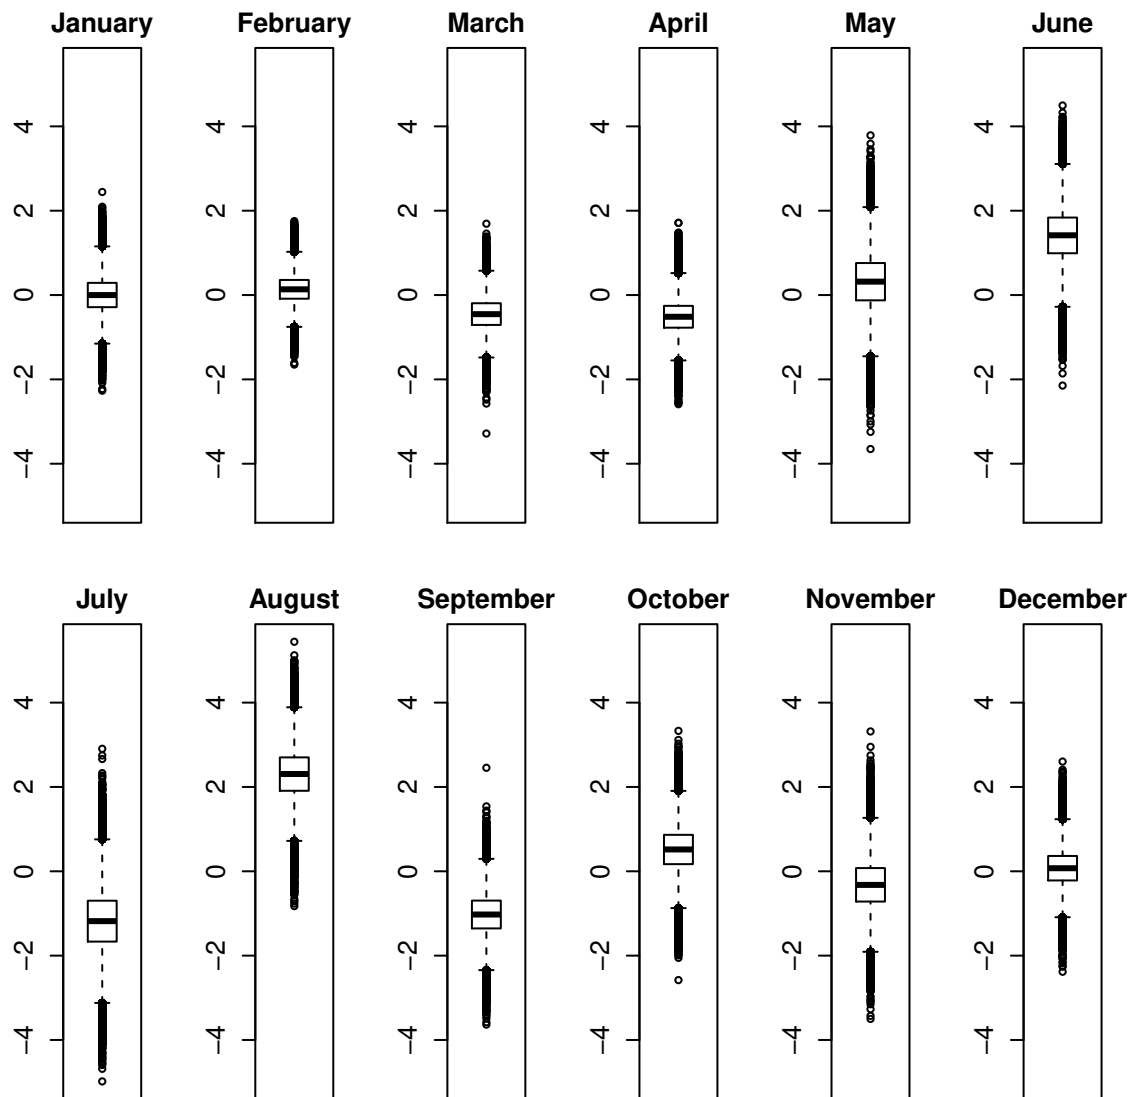 January February March April May June
4 4 4 4 4 4
2 2 2 2 2 2
0 0 0 0 0 0
−2 −2 −2 −2 −2 −2
−4 −4 −4 −4 −4 −4
July August September October November December
4 4 4 4 4 4
2 2 2 2 2 2
0 0 0 0 0 0
−2 −2 −2 −2 −2 −2
−4 −4 −4 −4 −4 −4